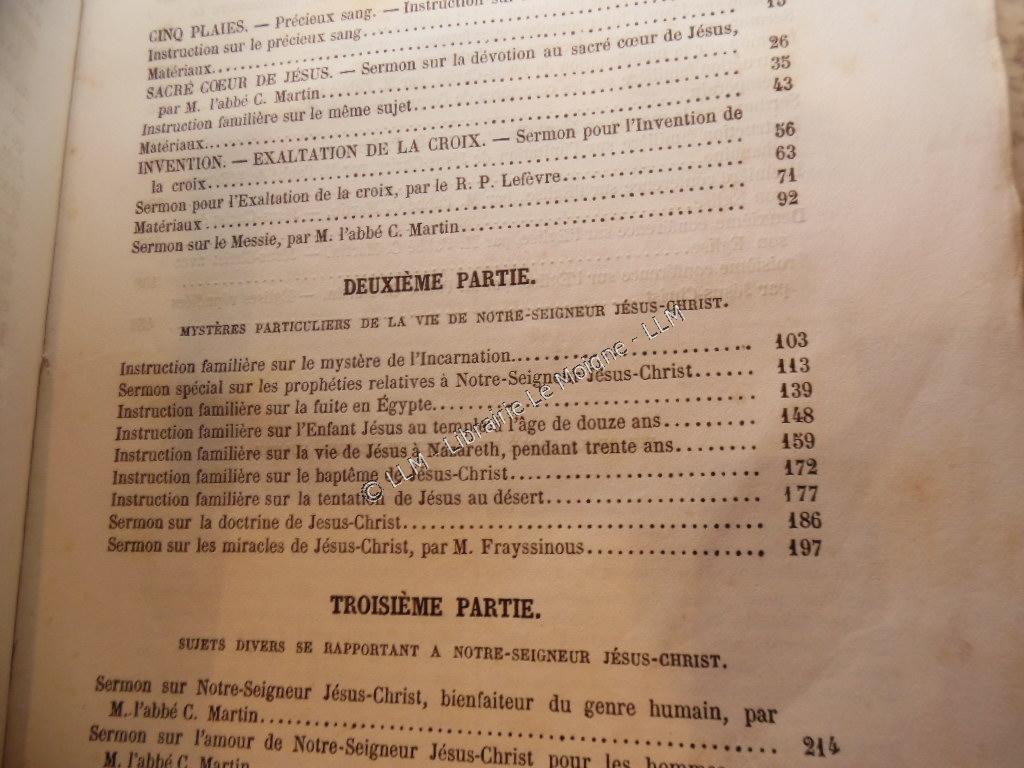 CINQ PLAIES. — Précieux sang. — Instruction sur
Instruction sur le précieux sang........ 15
Matériaux........
SACRÉ CŒUR DE JÉSUS. — Sermon sur la dévotion au sacré cœur de Jésus,
par M. l'abbé C. Martin........ 26
Instruction familière sur le même sujet........ 35
Matériaux........ 43
INVENTION. — EXALTATION DE LA CROIX. — Sermon pour l'Invention de
la croix........ 56
Sermon pour l'Exaltation de la croix, par le R. P. Lefèvre........ 63
Matériaux........ 71
Sermon sur le Messie, par M. l'abbé C. Martin........ 92
DEUXIÈME PARTIE.
MYSTÈRES PARTICULIERS DE LA VIE DE NOTRE-SEIGNEUR JÉSUS-CHRIST.
Instruction familière sur le mystère de l'Incarnation........ 103
Sermon spécial sur les prophéties relatives à Notre-Seigneur Jésus-Christ...... 113
Instruction familière sur la fuite en Égypte........ 139
Instruction familière sur l'Enfant Jésus au temple à l'âge de douze ans........ 148
Instruction familière sur la vie de Jésus à Nazareth, pendant trente ans........ 159
Instruction familière sur le baptême de Jésus-Christ........ 172
Instruction familière sur la tentation de Jésus au désert........ 177
Sermon sur la doctrine de Jesus-Christ........ 186
Sermon sur les miracles de Jésus-Christ, par M. Frayssinous........ 197
TROISIÈME PARTIE.
SUJETS DIVERS SE RAPPORTANT A NOTRE-SEIGNEUR JÉSUS-CHRIST.
Sermon sur Notre-Seigneur Jésus-Christ, bienfaiteur du genre humain, par
M. l'abbé C. Martin........ 214
Sermon sur l'amour de Notre-Seigneur Jésus-Christ pour les hommes
M. l'abbé C. Martin
© LLM - Librairie Le Moigne - LLM